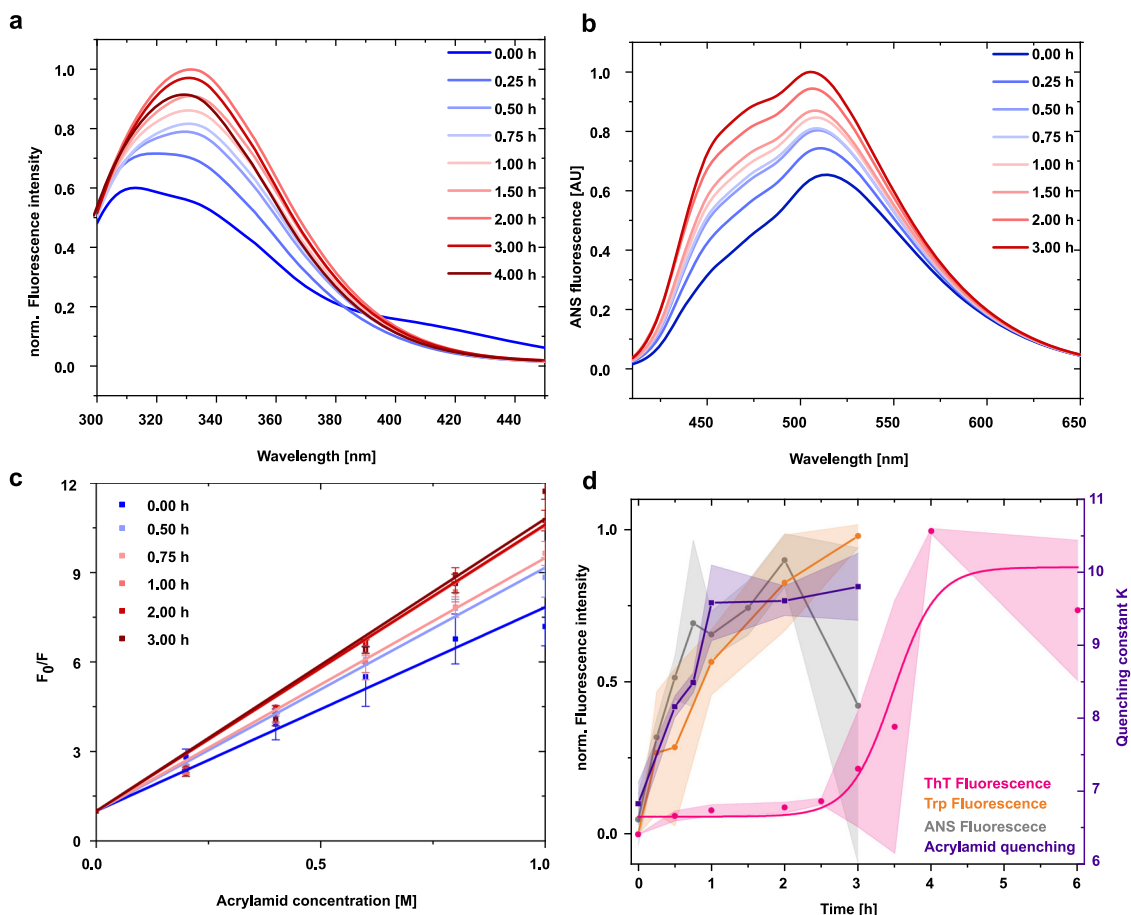 a
norm. Fluorescence intensity
1.0
0.8
0.6
0.4
0.2
0.0
300
320
340
360
380
400
420
440
Wavelength [nm]
0.00 h
0.25 h
0.50 h
0.75 h
1.00 h
1.50 h
2.00 h
3.00 h
4.00 h
b
ANS fluorescence [AU]
1.0
0.8
0.6
0.4
0.2
0.0
450
500
550
600
650
Wavelength [nm]
0.00 h
0.25 h
0.50 h
0.75 h
1.00 h
1.50 h
2.00 h
3.00 h
c
F0/F
12
9
6
3
0
0.0
0.5
1.0
Acrylamid concentration [M]
0.00 h
0.50 h
0.75 h
1.00 h
2.00 h
3.00 h
d
norm. Fluorescence intensity
1.0
0.5
0.0
0
1
2
3
4
5
6
Time [h]
11
10
9
8
7
6
Quenching constant K
ThT Fluorescence
Trp Fluorescence
ANS Fluorescece
Acrylamid quenching